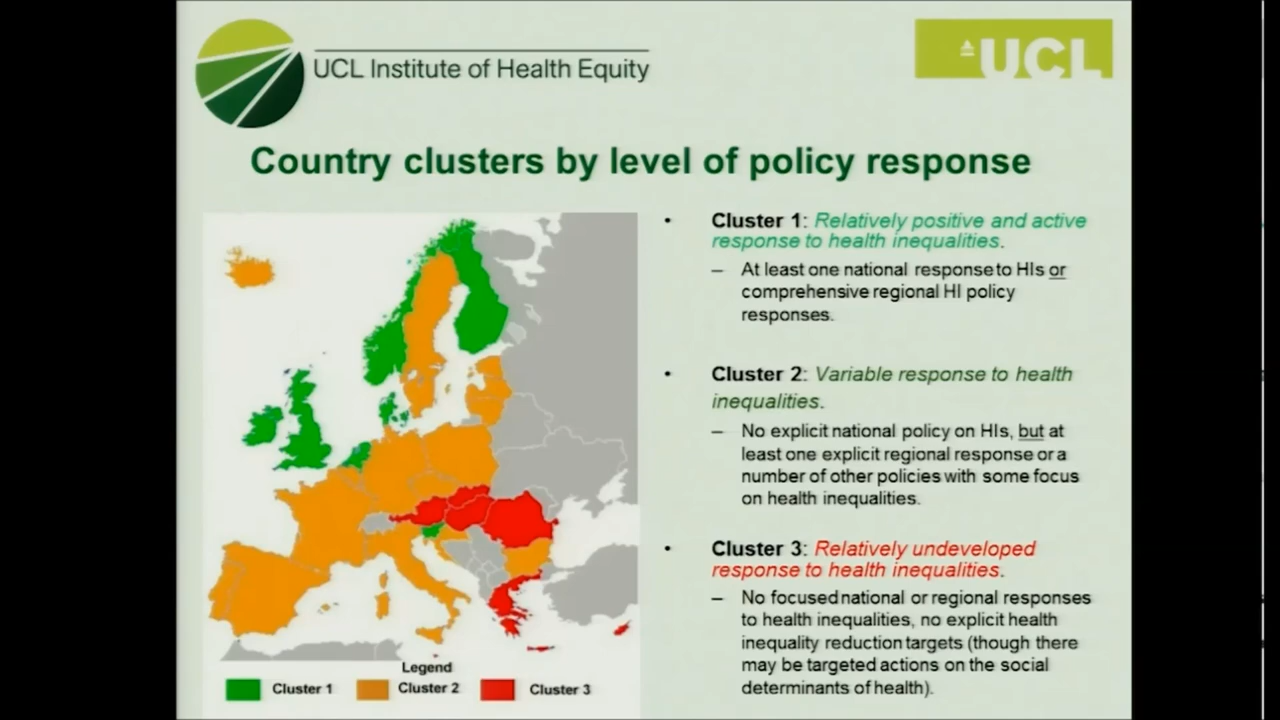 UCL Institute of Health Equity
UCL
Country clusters by level of policy response
• Cluster 1: Relatively positive and active
response to health inequalities.
– At least one national response to HIs or
comprehensive regional HI policy
responses.
• Cluster 2: Variable response to health
inequalities.
– No explicit national policy on HIs, but at
least one explicit regional response or a
number of other policies with some focus
on health inequalities.
• Cluster 3: Relatively undeveloped
response to health inequalities.
– No focused national or regional responses
to health inequalities, no explicit health
inequality reduction targets (though there
may be targeted actions on the social
determinants of health).
Legend
Cluster 1 Cluster 2 Cluster 3